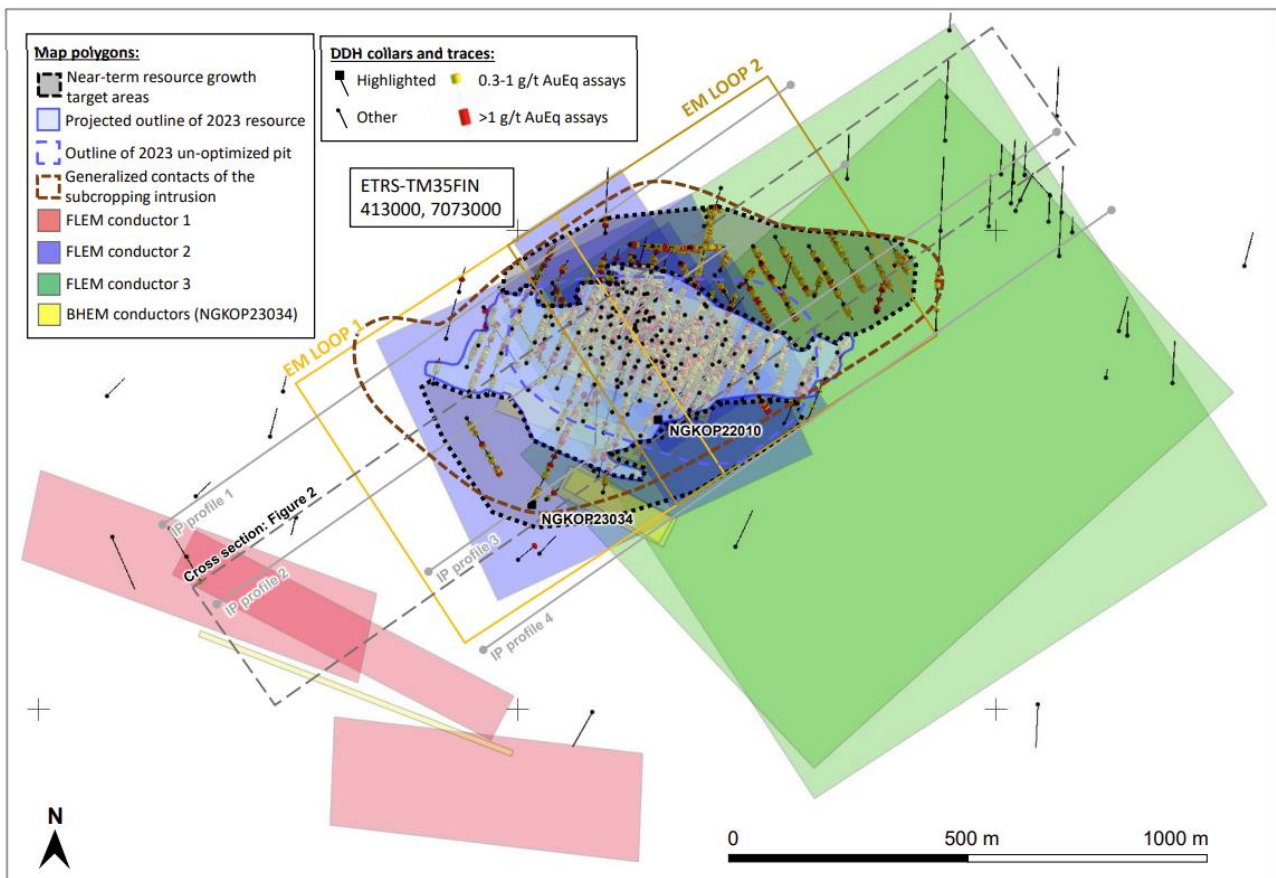 Map polygons:
Near-term resource growth
target areas
Projected outline of 2023 resource
Outline of 2023 un-optimized pit
Generalized contacts of the
subcropping intrusion
FLEM conductor 1
FLEM conductor 2
FLEM conductor 3
BHEM conductors (NGKOP23034)
DDH collars and traces:
Highlighted
0.3-1 g/t AuEq assays
Other
>1 g/t AuEq assays
ETRS-TM35FIN
413000, 7073000
EM LOOP 2
EM LOOP 1
NGKOP22010
NGKOP23034
IP profile 1
Cross section: Figure 2
IP profile 2
IP profile 3
IP profile 4
N
0
500 m
1000 m